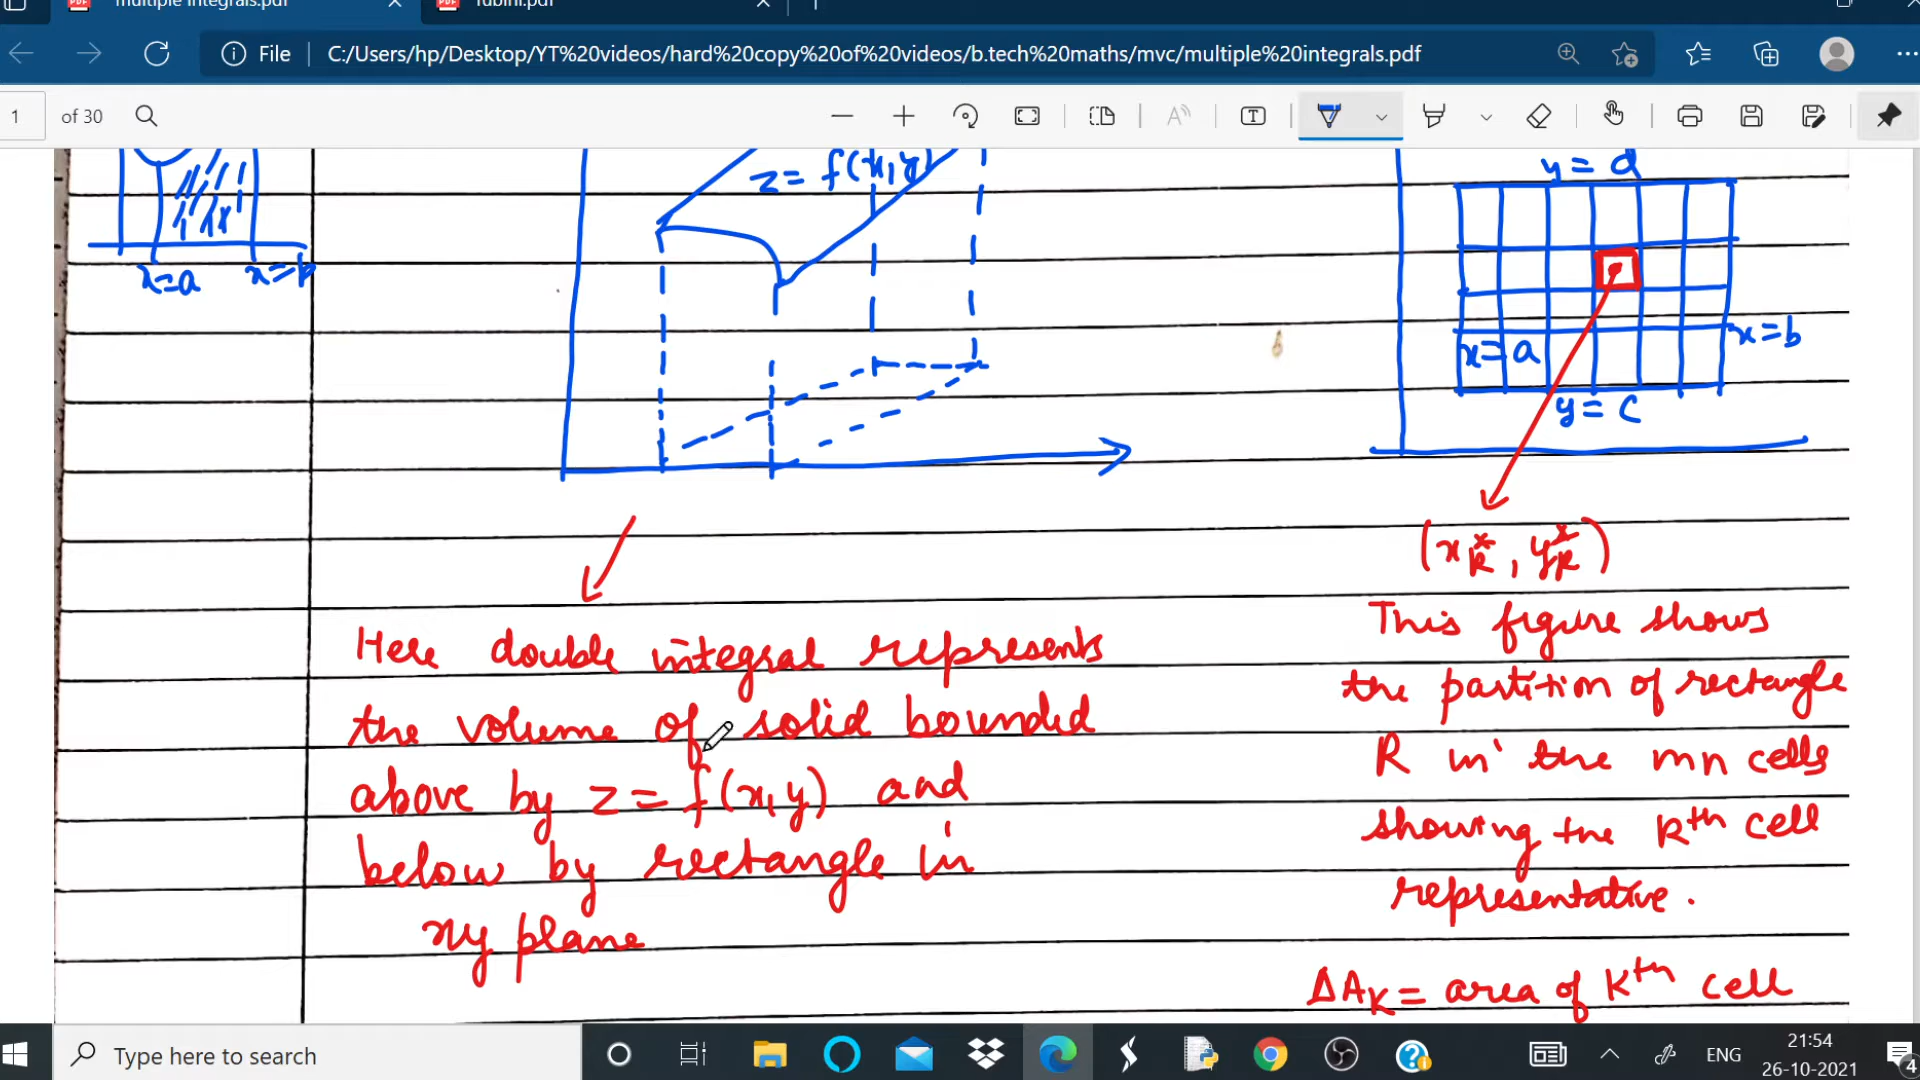 multiple integrals.pdf
fubini.pdf
File
C:/Users/hp/Desktop/YT%20videos/hard%20copy%20of%20videos/b.tech%20maths/mvc/multiple%20integrals.pdf
1 of 30
z = f(x,y)
x=a
x=b
y = d
x=a
x=b
y = c
(x*k, y*k)
Here double integral represents
the volume of solid bounded
above by z = f(x,y) and
below by rectangle in
xy plane
This figure shows
the partition of rectangle
R in the mn cells
showing the kth cell
representative.
ΔAk = area of kth cell
Type here to search
ENG
21:54
26-10-2021
4